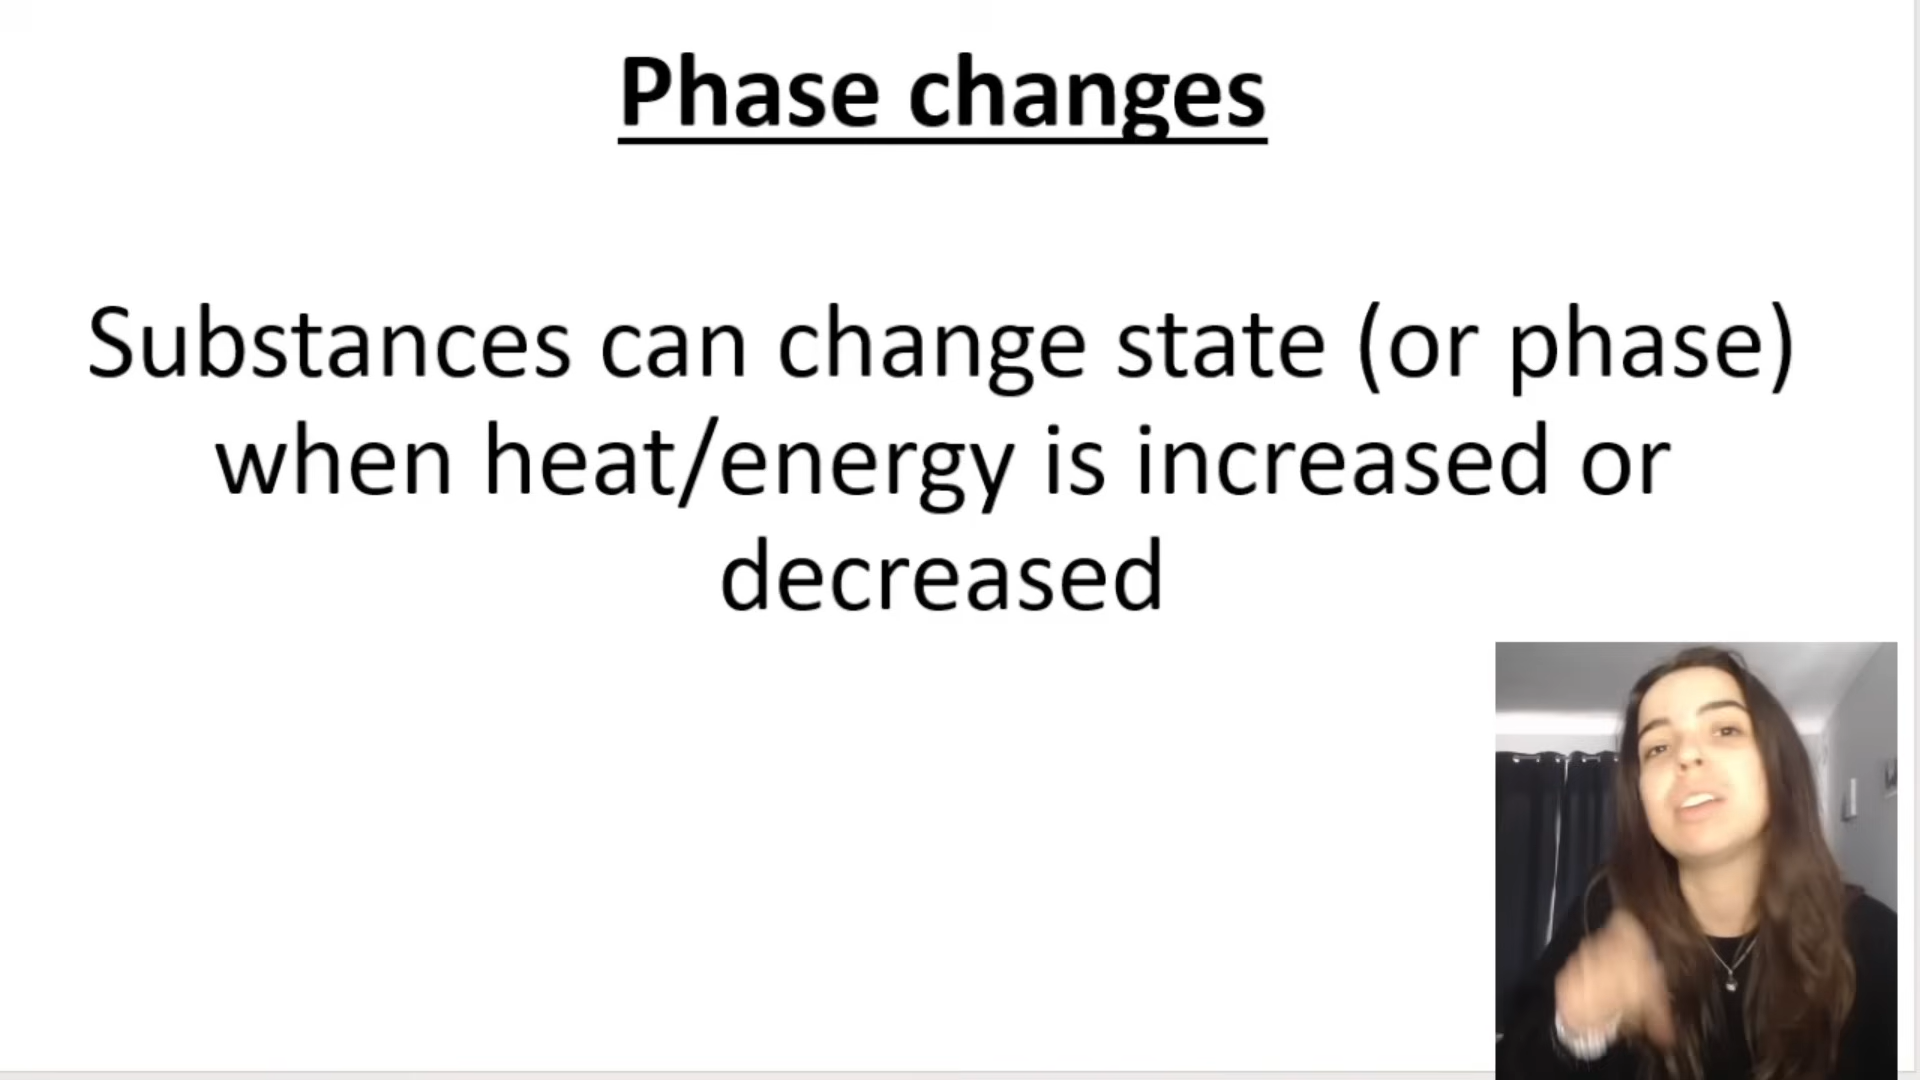 Phase changes
Substances can change state (or phase)
when heat/energy is increased or
decreased